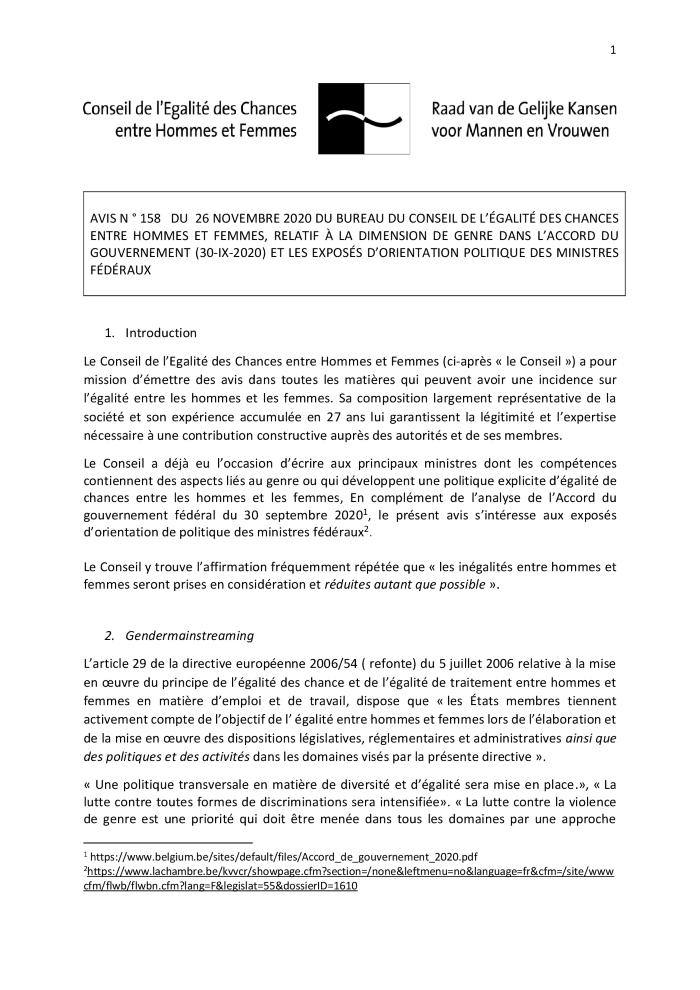 1
Conseil de l'Egalité des Chances
entre Hommes et Femmes
Raad van de Gelijke Kansen
voor Mannen en Vrouwen
AVIS N ° 158 DU 26 NOVEMBRE 2020 DU BUREAU DU CONSEIL DE L'ÉGALITÉ DES CHANCES
ENTRE HOMMES ET FEMMES, RELATIF À LA DIMENSION DE GENRE DANS L'ACCORD DU
GOUVERNEMENT (30-IX-2020) ET LES EXPOSÉS D'ORIENTATION POLITIQUE DES MINISTRES
FÉDÉRAUX
1. Introduction
Le Conseil de l'Egalité des Chances entre Hommes et Femmes (ci-après « le Conseil ») a pour
mission d'émettre des avis dans toutes les matières qui peuvent avoir une incidence sur
l'égalité entre les hommes et les femmes. Sa composition largement représentative de la
société et son expérience accumulée en 27 ans lui garantissent la légitimité et l'expertise
nécessaire à une contribution constructive auprès des autorités et de ses membres.
Le Conseil a déjà eu l'occasion d'écrire aux principaux ministres dont les compétences
contiennent des aspects liés au genre ou qui développent une politique explicite d'égalité de
chances entre les hommes et les femmes, En complément de l'analyse de l'Accord du
gouvernement fédéral du 30 septembre 2020¹, le présent avis s'intéresse aux exposés
d'orientation de politique des ministres fédéraux².
Le Conseil y trouve l'affirmation fréquemment répétée que « les inégalités entre hommes et
femmes seront prises en considération et réduites autant que possible ».
2. Gendermainstreaming
L'article 29 de la directive européenne 2006/54 ( refonte) du 5 juillet 2006 relative à la mise
en œuvre du principe de l'égalité des chance et de l'égalité de traitement entre hommes et
femmes en matière d'emploi et de travail, dispose que « les États membres tiennent
activement compte de l'objectif de l' égalité entre hommes et femmes lors de l'élaboration et
de la mise en œuvre des dispositions législatives, réglementaires et administratives ainsi que
des politiques et des activités dans les domaines visés par la présente directive ».
« Une politique transversale en matière de diversité et d'égalité sera mise en place.», « La
lutte contre toutes formes de discriminations sera intensifiée». « La lutte contre la violence
de genre est une priorité qui doit être menée dans tous les domaines par une approche
¹ https://www.belgium.be/sites/default/files/Accord_de_gouvernement_2020.pdf
²https://www.lachambre.be/kvvcr/showpage.cfm?section=/none&leftmenu=no&language=fr&cfm=/site/www
cfm/flwb/flwbn.cfm?lang=F&legislat=55&dossierID=1610